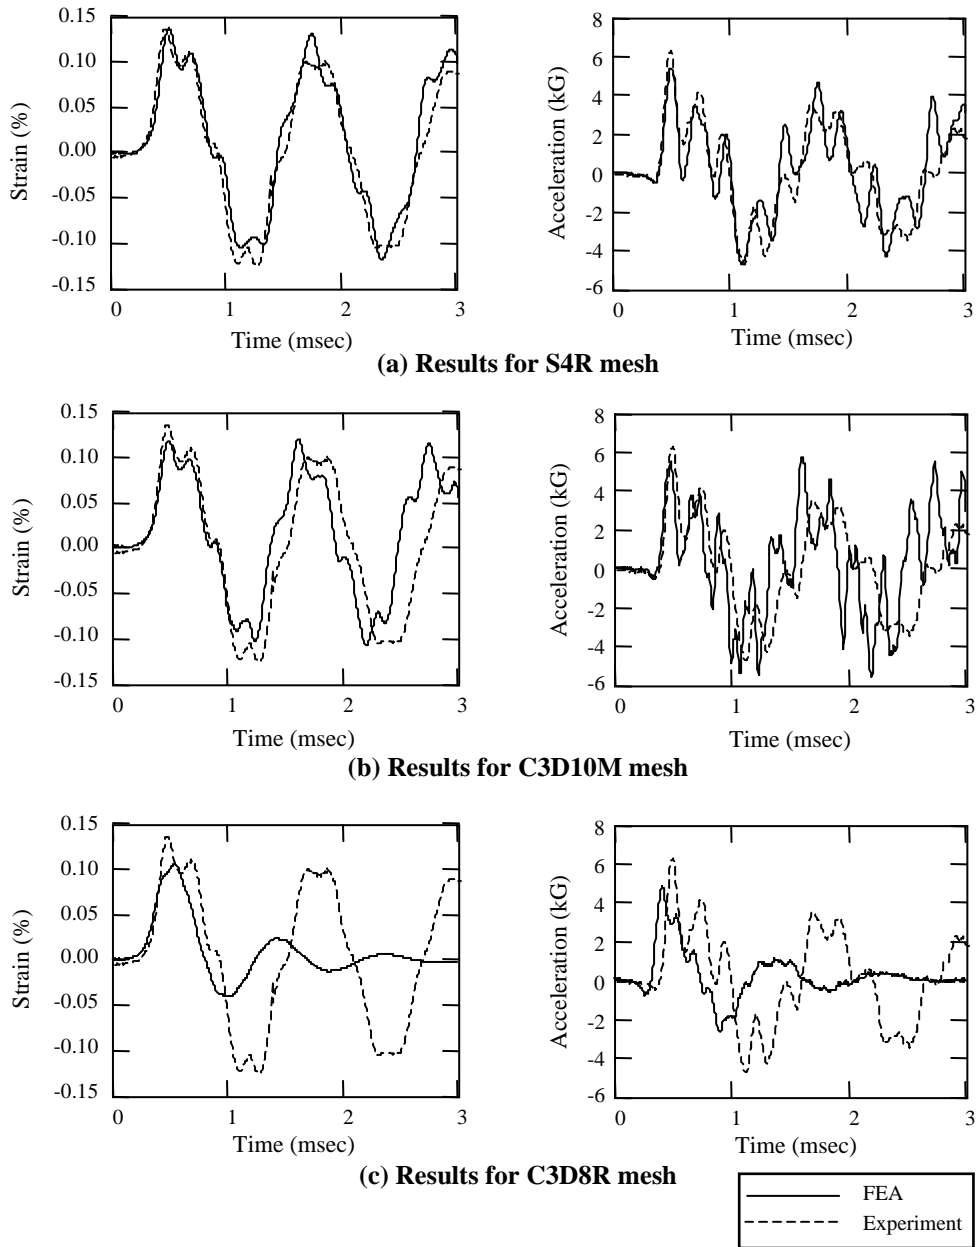 0.15
0.10
0.05
0.00
-0.05
-0.10
-0.15
Strain (%)
0 1 2 3
Time (msec)
8
6
4
2
0
-2
-4
-6
Acceleration (kG)
0 1 2 3
Time (msec)
(a) Results for S4R mesh
0.15
0.10
0.05
0.00
-0.05
-0.10
-0.15
Strain (%)
0 1 2 3
Time (msec)
8
6
4
2
0
-2
-4
-6
Acceleration (kG)
0 1 2 3
Time (msec)
(b) Results for C3D10M mesh
0.15
0.10
0.05
0.00
-0.05
-0.10
-0.15
Strain (%)
0 1 2 3
Time (msec)
8
6
4
2
0
-2
-4
-6
Acceleration (kG)
0 1 2 3
Time (msec)
(c) Results for C3D8R mesh
FEA
Experiment